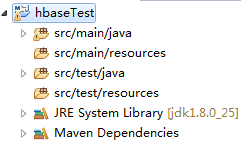 hbaseTest
src/main/java
src/main/resources
src/test/java
src/test/resources
JRE System Library [jdk1.8.0_25]
Maven Dependencies